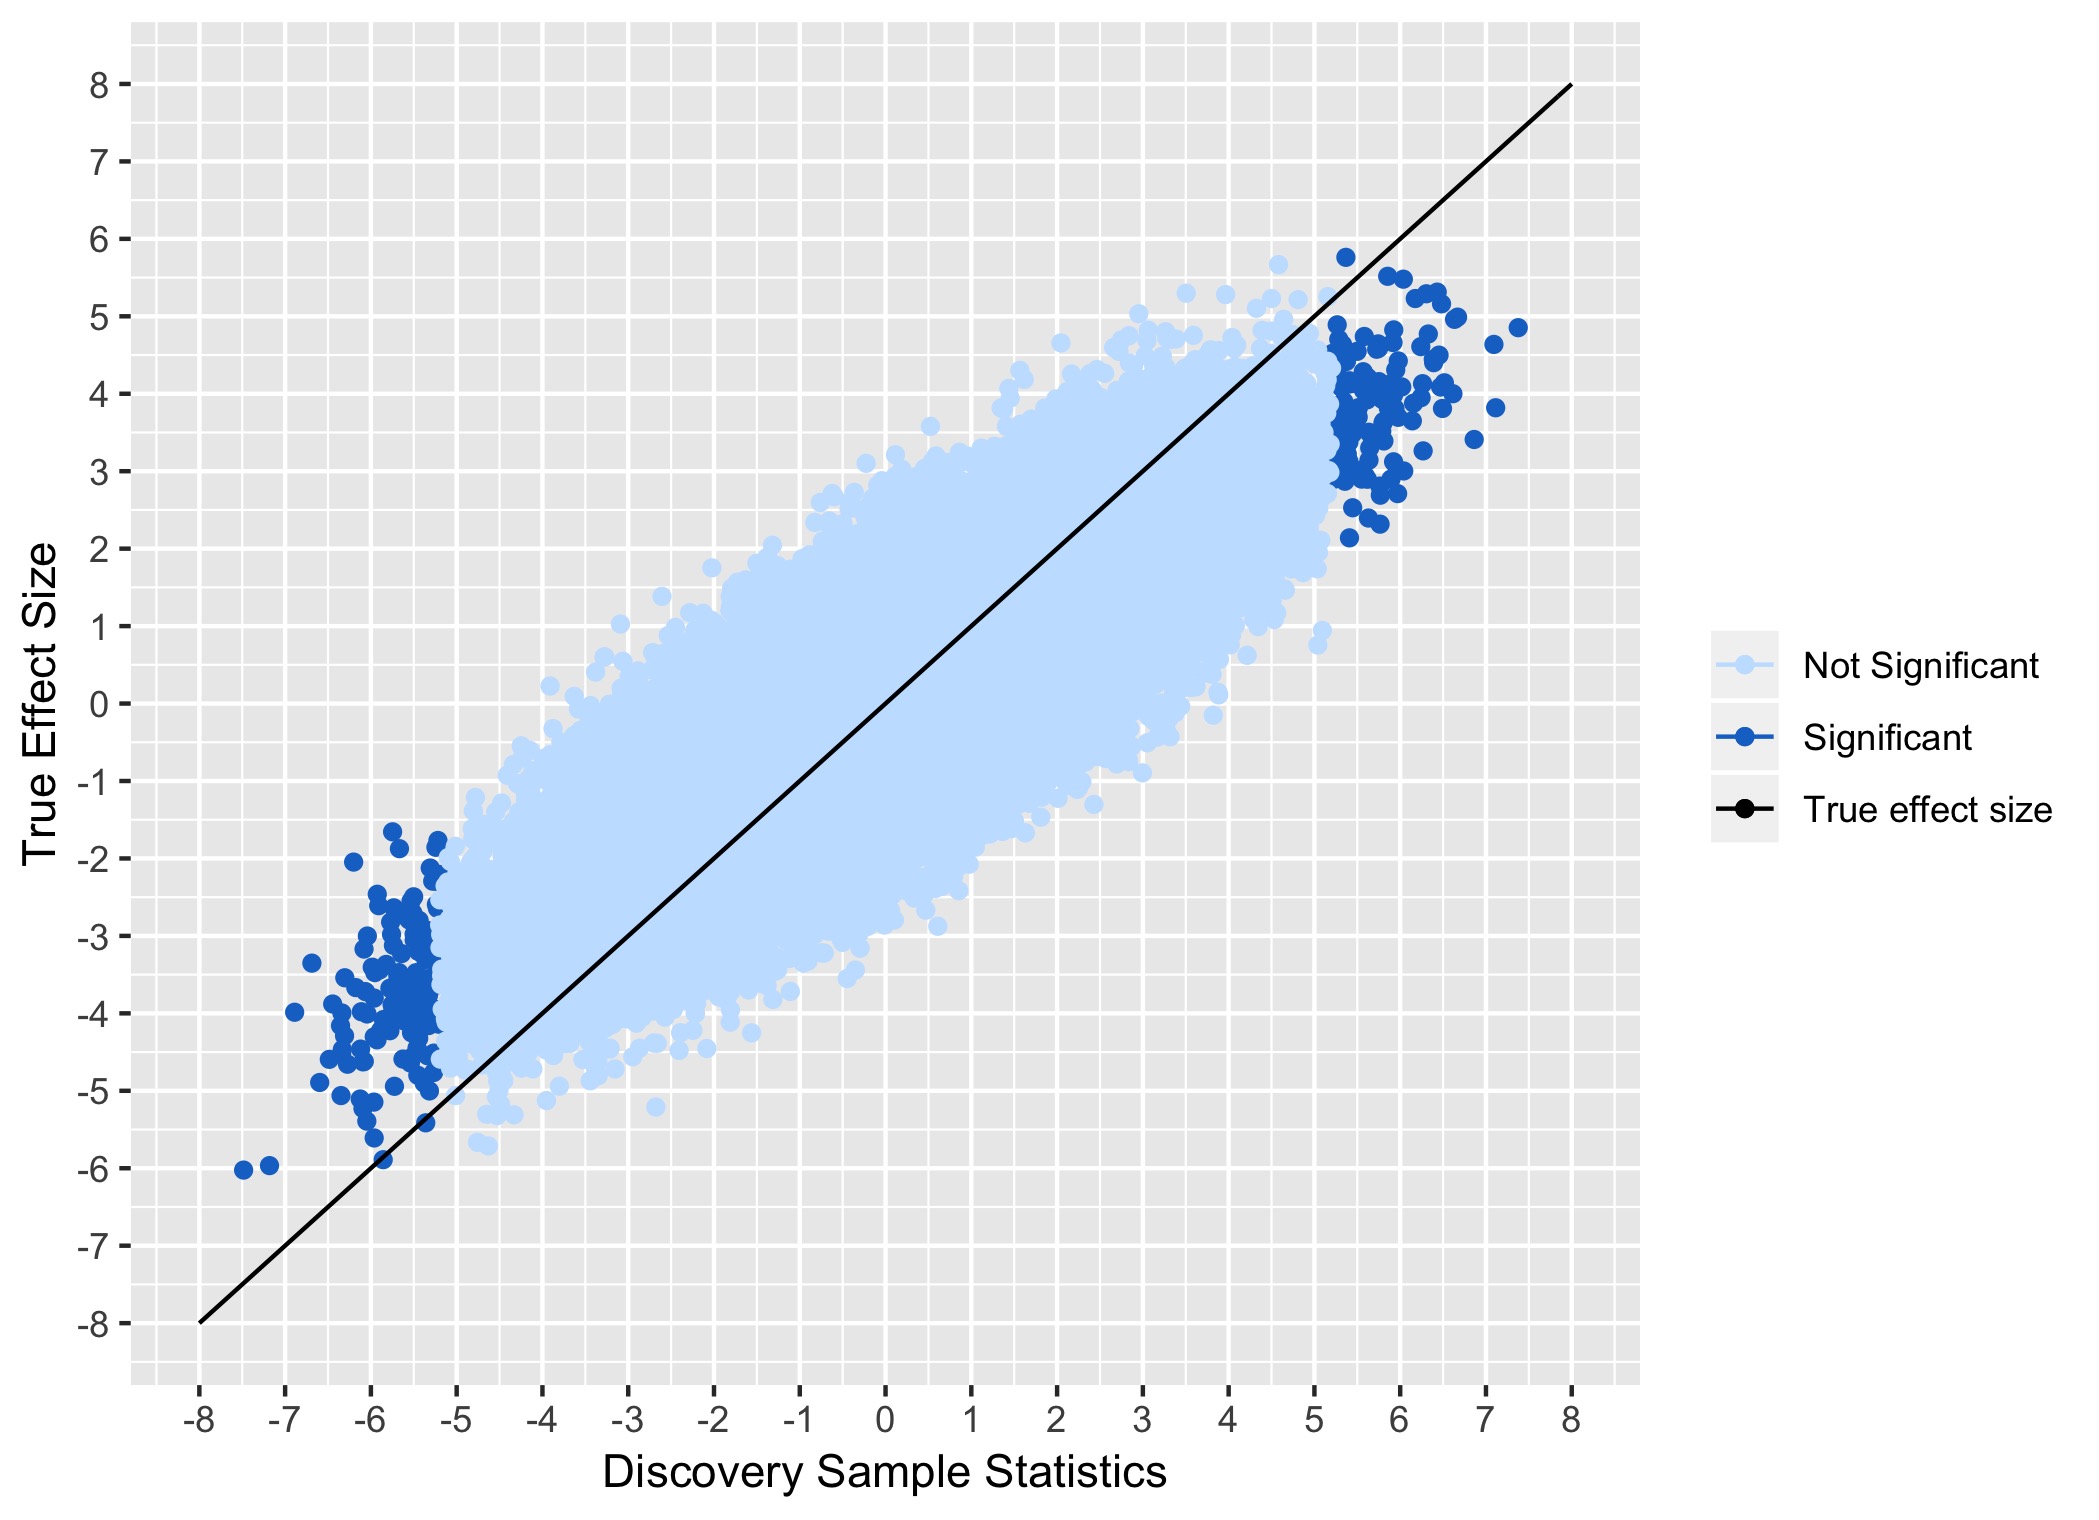 True Effect Size
8
7
6
5
4
3
2
1
0
-1
-2
-3
-4
-5
-6
-7
-8
-8 -7 -6 -5 -4 -3 -2 -1 0 1 2 3 4 5 6 7 8
Discovery Sample Statistics
Not Significant
Significant
True effect size